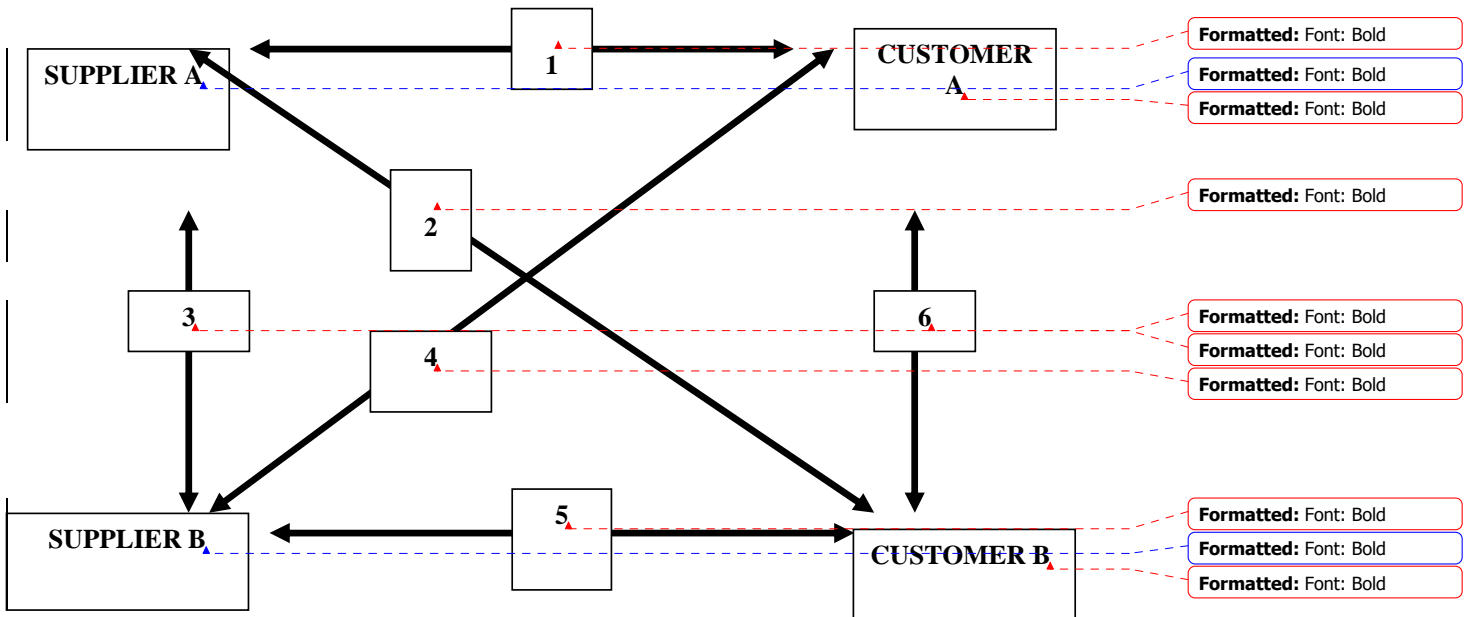 1
CUSTOMER
A
SUPPLIER A
Formatted: Font: Bold
Formatted: Font: Bold
Formatted: Font: Bold
2
Formatted: Font: Bold
3
6
4
Formatted: Font: Bold
Formatted: Font: Bold
Formatted: Font: Bold
SUPPLIER B
5
CUSTOMER B
Formatted: Font: Bold
Formatted: Font: Bold
Formatted: Font: Bold